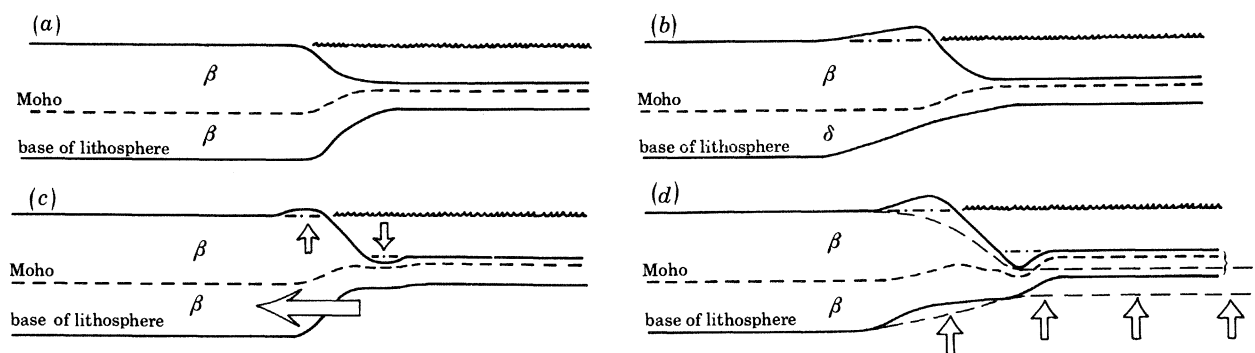 (a)
β
Moho
β
base of lithosphere
(b)
β
Moho
δ
base of lithosphere
(c)
β
Moho
β
base of lithosphere
(d)
β
Moho
β
base of lithosphere